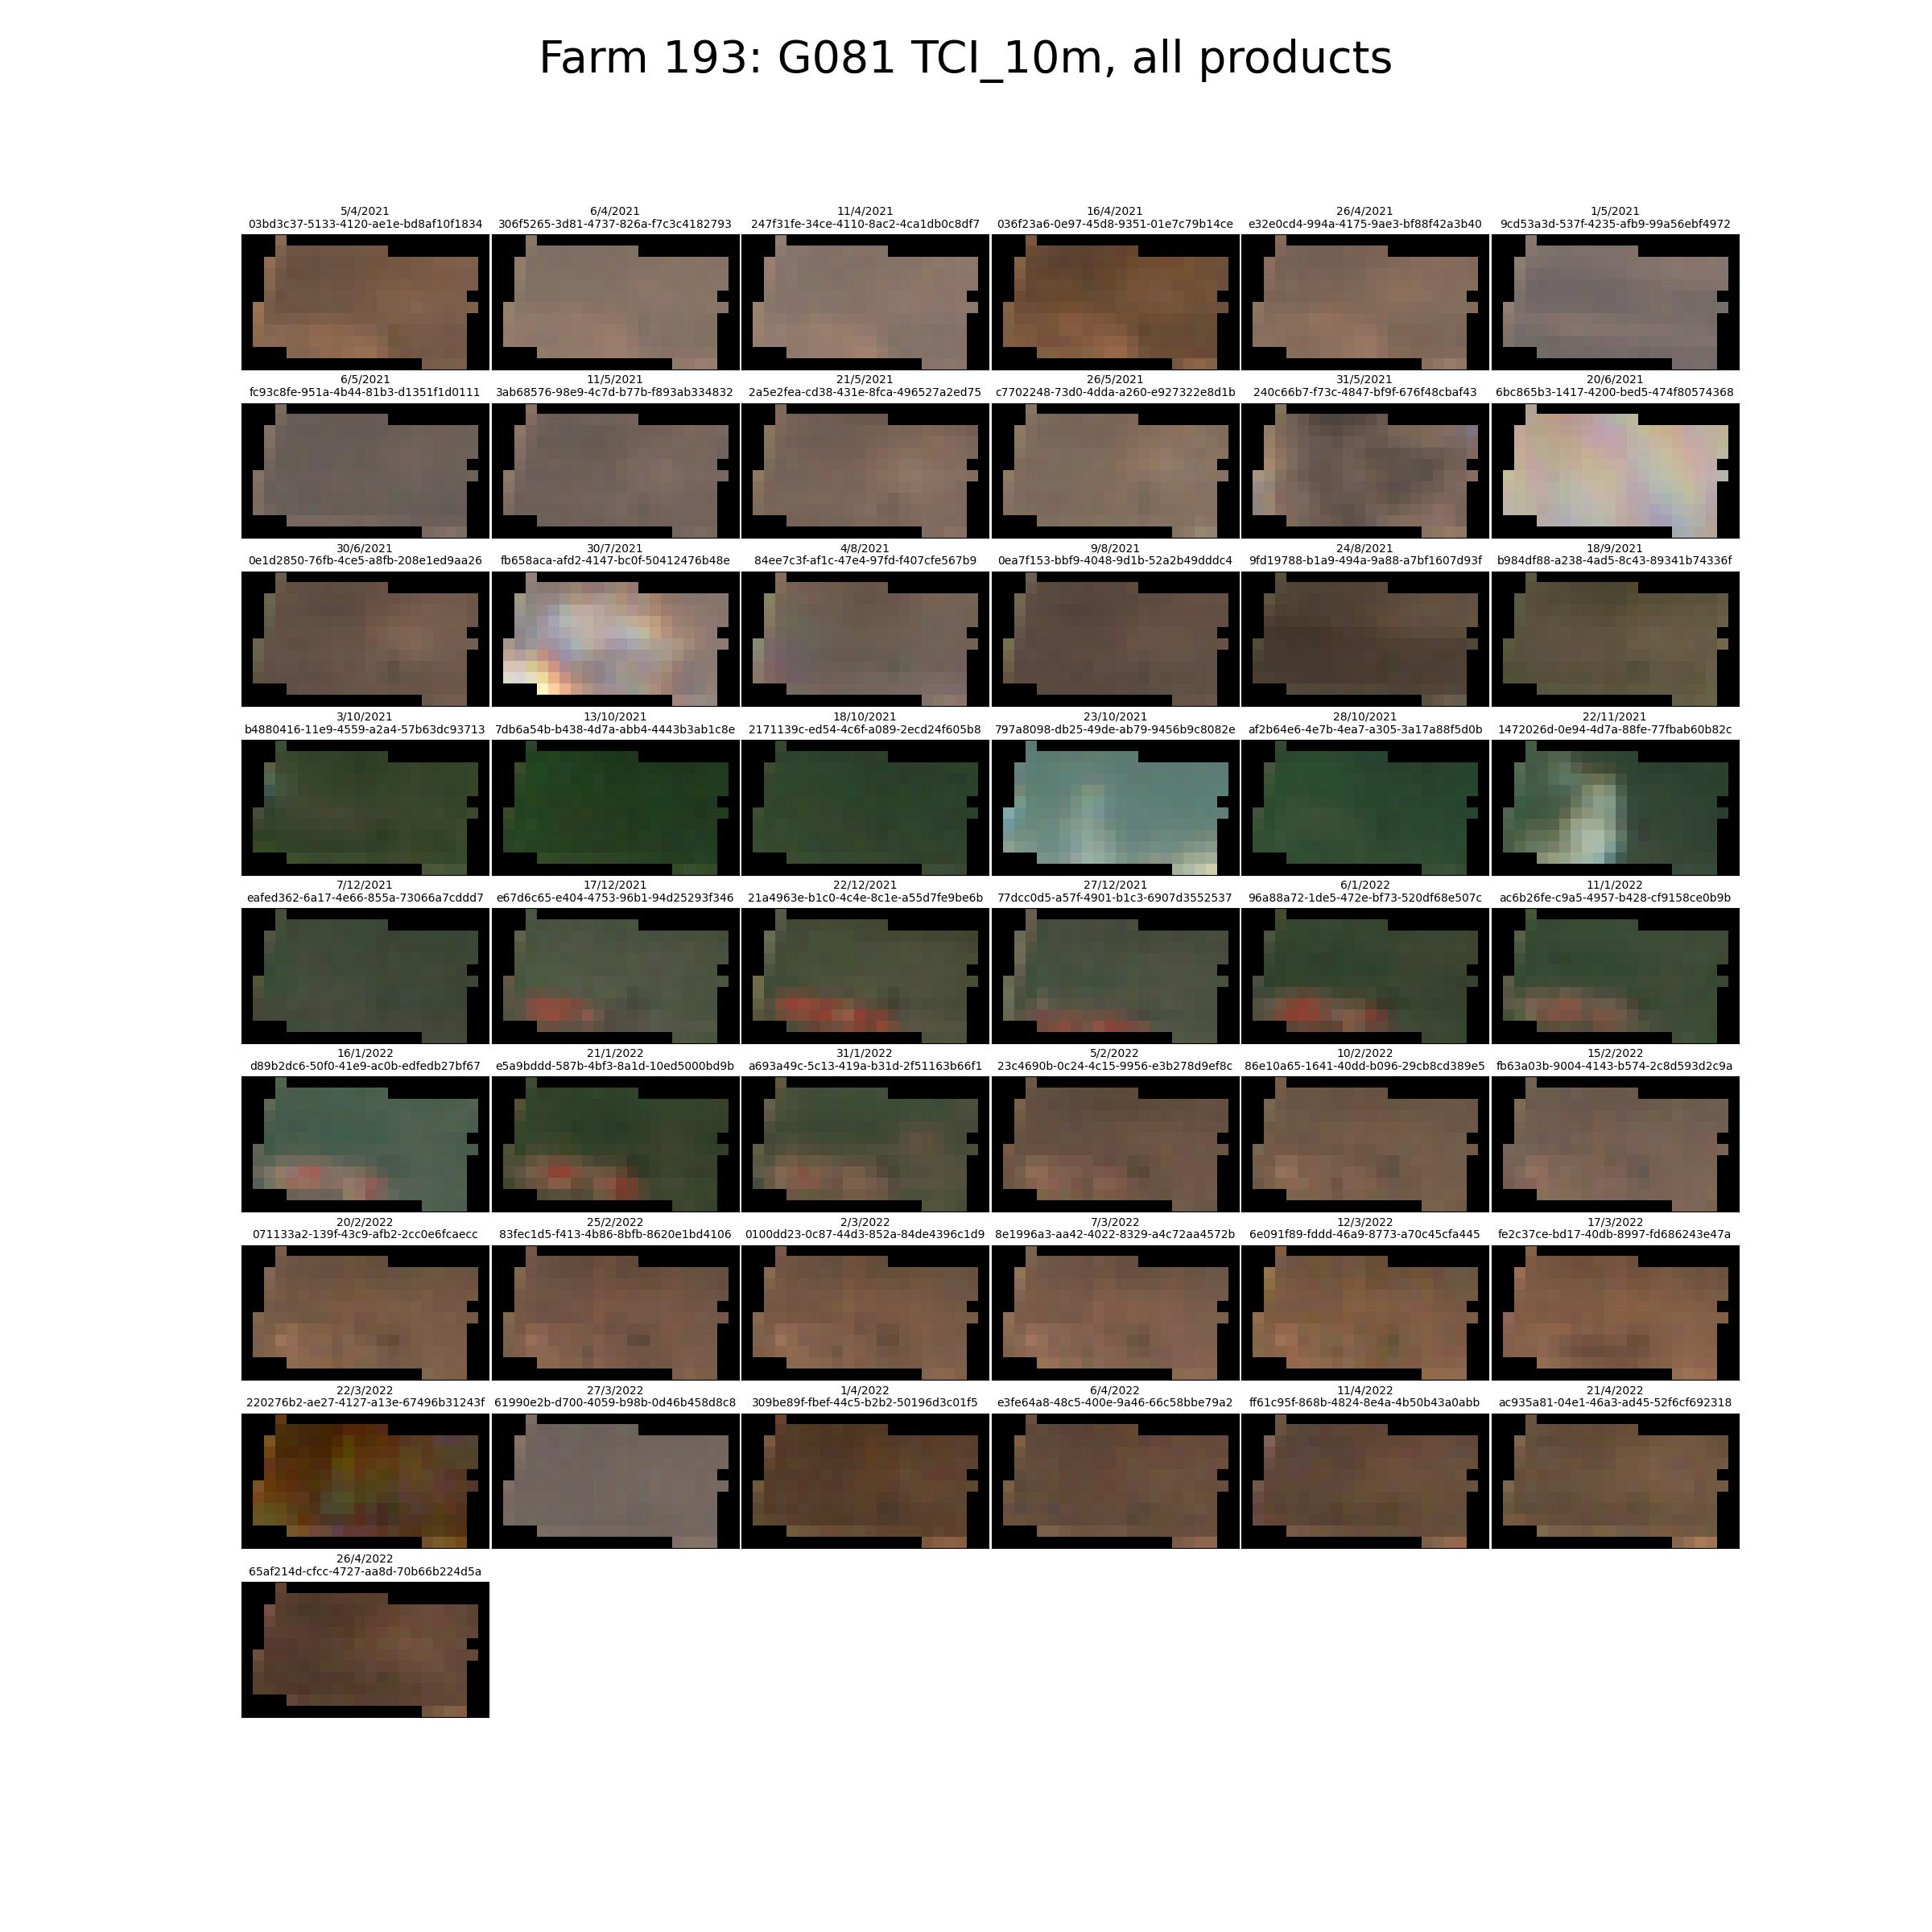 Farm 193: G081 TCI_10m, all products
5/4/2021 6/4/2021 11/4/2021 16/4/2021 26/4/2021 1/5/2021
03bd3c37-5133-4120-ae1e-bd8af10f1834 306f5265-3d81-4737-826a-f7c3c4182793 247f31fe-34ce-4110-8ac2-4ca1db0c8df7 036f23a6-0e97-45d8-9351-01e7c79b14ce e32e0cd4-994a-4175-9ae3-bf88f42a3b40 9cd53a3d-537f-4235-afb9-99a56ebf4972
6/5/2021 11/5/2021 21/5/2021 26/5/2021 31/5/2021 20/6/2021
fc93c8fe-951a-4b44-81b3-d1351f1d0111 3ab68576-98e9-4c7d-b77b-f893ab334832 2a5e2fea-cd38-431e-8fca-496527a2ed75 c7702248-73d0-4dda-a260-e927322e8d1b 240c66b7-f73c-4847-bf9f-676f48cbaf43 6bc865b3-1417-4200-bed5-474f80574368
30/6/2021 30/7/2021 4/8/2021 9/8/2021 24/8/2021 18/9/2021
0e1d2850-76fb-4ce5-a8fb-208e1ed9aa26 fb658aca-afd2-4147-bc0f-50412476b48e 84ee7c3f-af1c-47e4-97fd-f407cfe567b9 0ea7f153-bbf9-4048-9d1b-52a2b49dddc4 9fd19788-b1a9-494a-9a88-a7bf1607d93f b984df88-a238-4ad5-8c43-89341b74336f
3/10/2021 13/10/2021 18/10/2021 23/10/2021 28/10/2021 22/11/2021
b4880416-11e9-4559-a2a4-57b63dc93713 7db6a54b-b438-4d7a-abb4-4443b3ab1c8e 2171139c-ed54-4c6f-a089-2ecd24f605b8 797a8098-db25-49de-ab79-9456b9c8082e af2b64e6-4e7b-4ea7-a305-3a17a88f5d0b 1472026d-0e94-4d7a-88fe-77fbab60b82c
7/12/2021 17/12/2021 22/12/2021 27/12/2021 6/1/2022 11/1/2022
eafed362-6a17-4e66-855a-73066a7cddd7 e67d6c65-e404-4753-96b1-94d25293f346 21a4963e-b1c0-4c4e-8c1e-a55d7fe9be6b 77dcc0d5-a57f-4901-b1c3-6907d3552537 96a88a72-1de5-472e-bf73-520df68e507c ac6b26fe-c9a5-4957-b428-cf9158ce0b9b
16/1/2022 21/1/2022 31/1/2022 5/2/2022 10/2/2022 15/2/2022
d89b2dc6-50f0-41e9-ac0b-edfedb27bf67 e5a9bddd-587b-4bf3-8a1d-10ed5000bd9b a693a49c-5c13-419a-b31d-2f51163b66f1 23c4690b-0c24-4c15-9956-e3b278d9ef8c 86e10a65-1641-40dd-b096-29cb8cd389e5 fb63a03b-9004-4143-b574-2c8d593d2c9a
20/2/2022 25/2/2022 2/3/2022 7/3/2022 12/3/2022 17/3/2022
071133a2-139f-43c9-afb2-2cc0e6fcaecc 83fec1d5-f413-4b86-8bfb-8620e1bd4106 0100dd23-0c87-44d3-852a-84de4396c1d9 8e1996a3-aa42-4022-8329-a4c72aa4572b 6e091f89-fddd-46a9-8773-a70c45cfa445 fe2c37ce-bd17-40db-8997-fd686243e47a
22/3/2022 27/3/2022 1/4/2022 6/4/2022 11/4/2022 21/4/2022
220276b2-ae27-4127-a13e-67496b31243f 61990e2b-d700-4059-b98b-0d46b458d8c8 309be89f-fbef-44c5-b2b2-50196d3c01f5 e3fe64a8-48c5-400e-9a46-66c58bbe79a2 ff61c95f-868b-4824-8e4a-4b50b43a0abb ac935a81-04e1-46a3-ad45-52f6cf692318
26/4/2022
65af214d-cfcc-4727-aa8d-70b66b224d5a